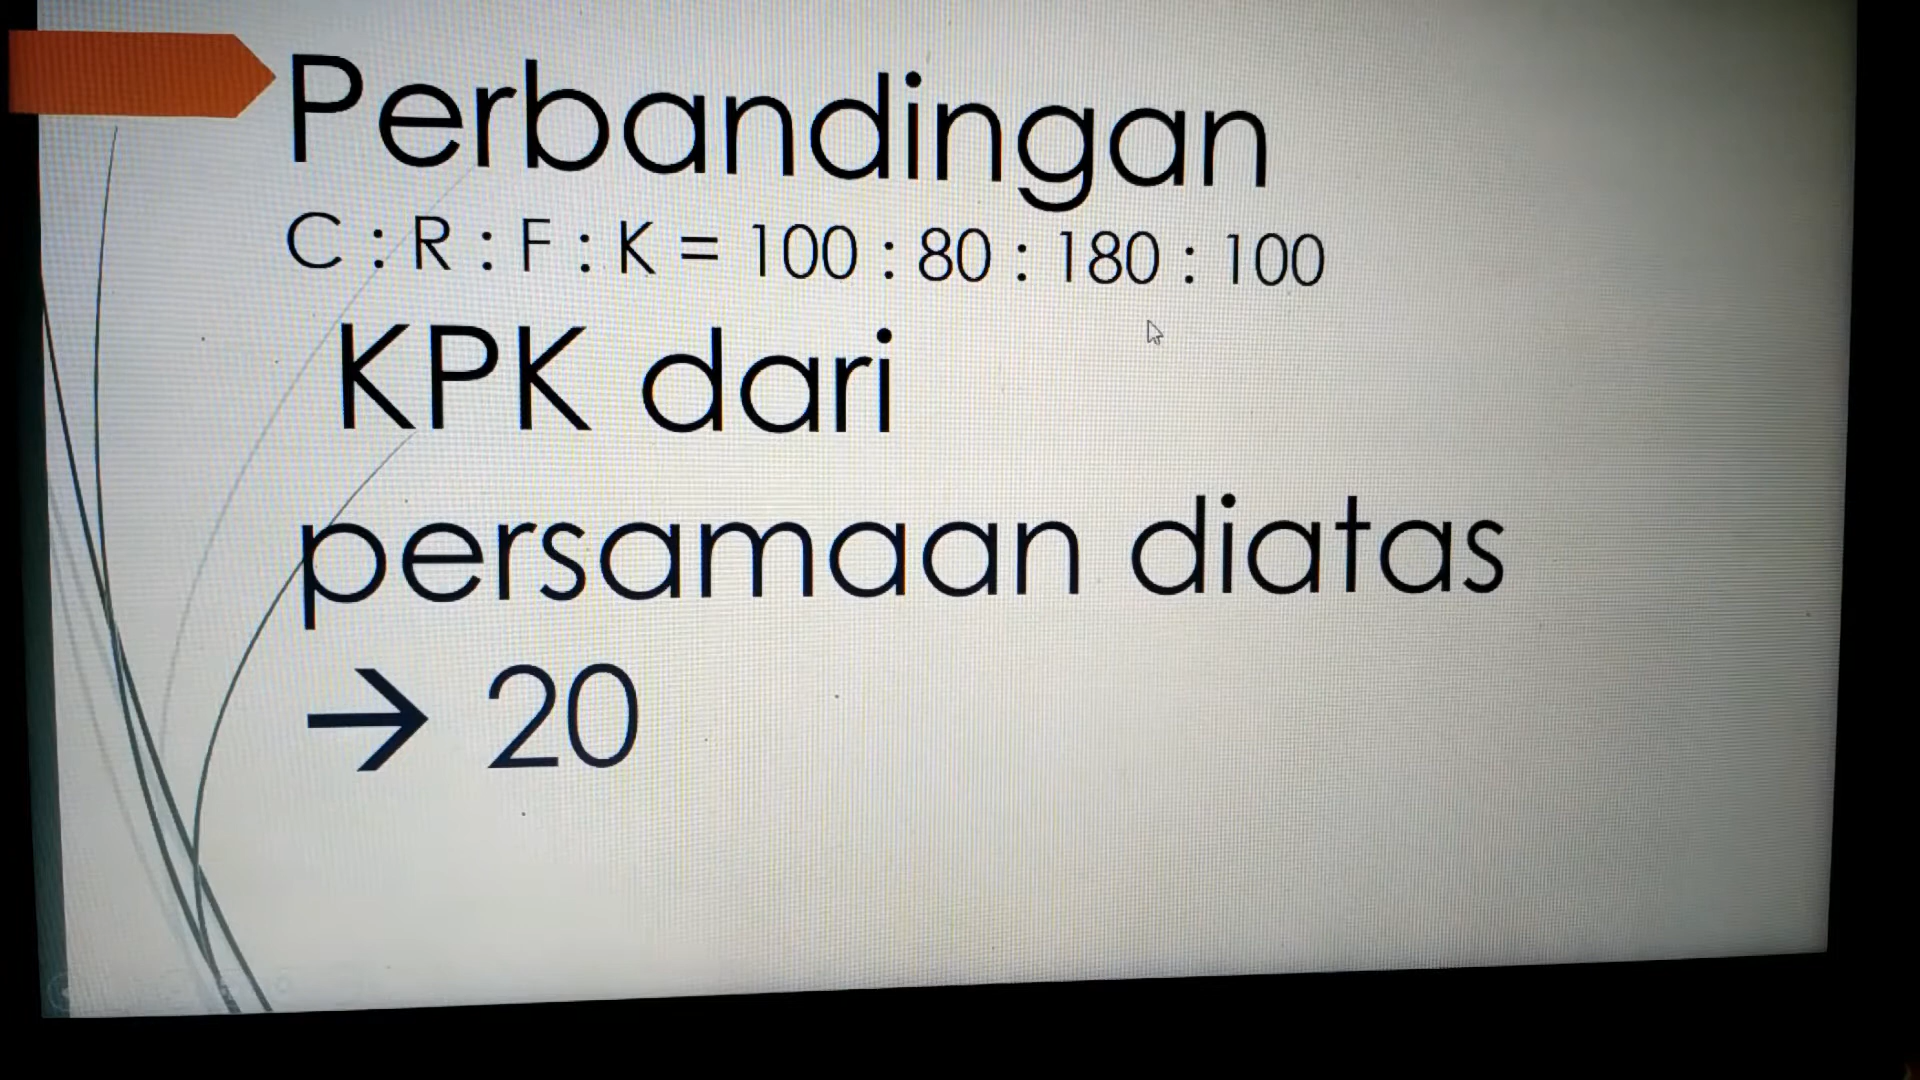 Perbandingan
C : R : F : K = 100 : 80 : 180 : 100
KPK dari
persamaan diatas
→ 20